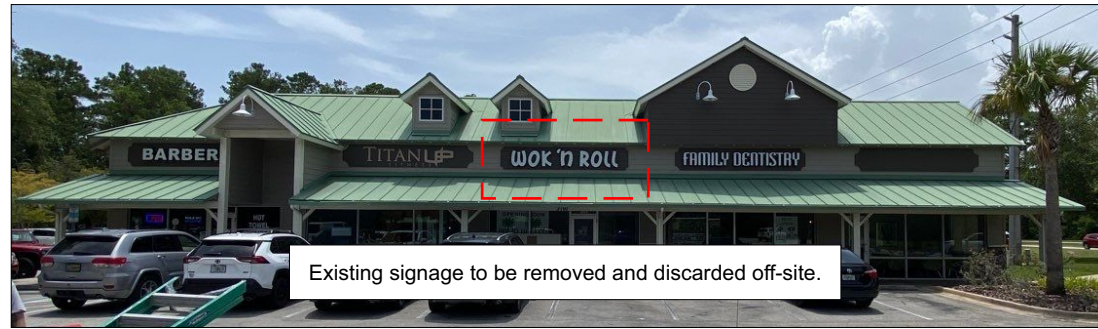 BARBER
TITAN UP
WOK 'N ROLL
FAMILY DENTISTRY
HOT
Existing signage to be removed and discarded off-site.